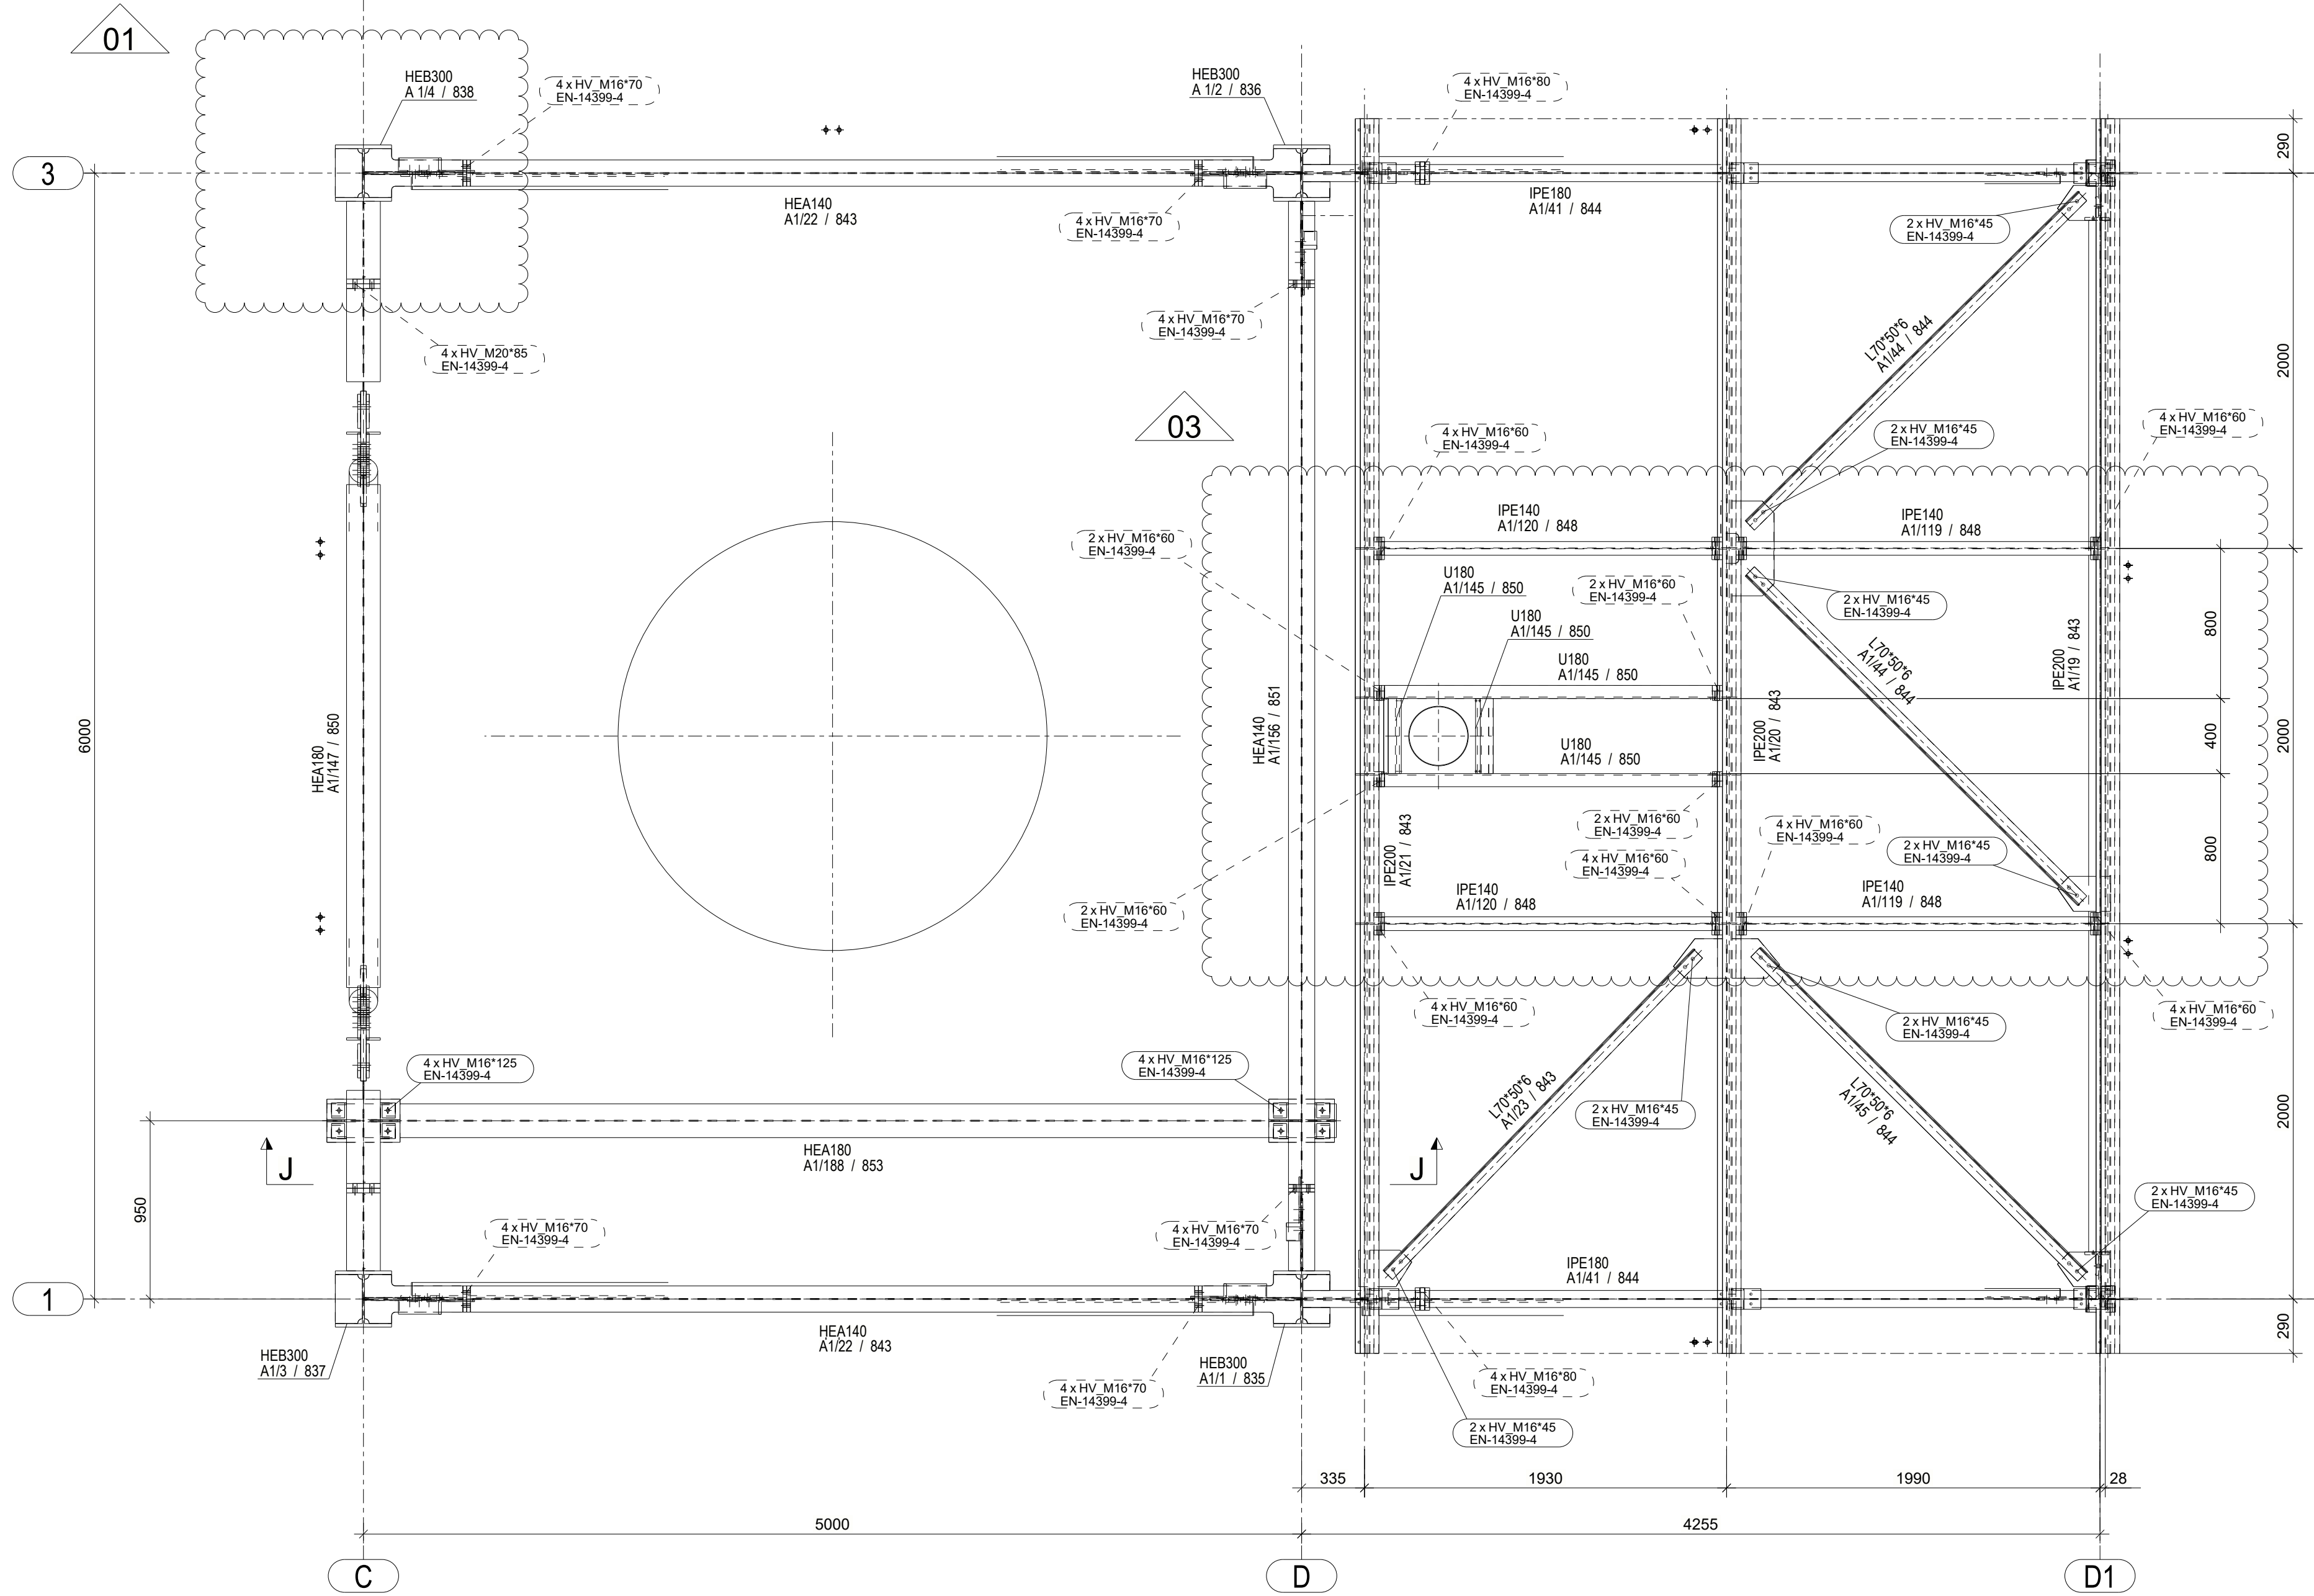 01
HEB300
A 1/4 / 838
4 x HV_M16*70
EN-14399-4
HEB300
A 1/2 / 836
4 x HV_M16*80
EN-14399-4
290
3
HEA140
A1/22 / 843
4 x HV_M16*70
EN-14399-4
IPE180
A1/41 / 844
2 x HV_M16*45
EN-14399-4
4 x HV_M20*85
EN-14399-4
4 x HV_M16*70
EN-14399-4
L70*50*6
A1/44 / 844
2000
03
4 x HV_M16*60
EN-14399-4
2 x HV_M16*45
EN-14399-4
4 x HV_M16*60
EN-14399-4
2 x HV_M16*60
EN-14399-4
IPE140
A1/120 / 848
IPE140
A1/119 / 848
U180
A1/145 / 850
2 x HV_M16*60
EN-14399-4
2 x HV_M16*45
EN-14399-4
U180
A1/145 / 850
U180
A1/145 / 850
L70*50*6
A1/44 / 844
IPE200
A1/19 / 843
800
6000
HEA180
A1/147 / 850
HEA140
A1/156 / 851
U180
A1/145 / 850
IPE200
A1/20 / 843
400
2000
IPE200
A1/21 / 843
2 x HV_M16*60
EN-14399-4
4 x HV_M16*60
EN-14399-4
4 x HV_M16*60
EN-14399-4
2 x HV_M16*45
EN-14399-4
800
2 x HV_M16*60
EN-14399-4
IPE140
A1/120 / 848
IPE140
A1/119 / 848
4 x HV_M16*60
EN-14399-4
2 x HV_M16*45
EN-14399-4
4 x HV_M16*60
EN-14399-4
4 x HV_M16*125
EN-14399-4
4 x HV_M16*125
EN-14399-4
L70*50*6
A1/23 / 843
2 x HV_M16*45
EN-14399-4
L70*50*6
A1/45 / 844
2000
J
HEA180
A1/188 / 853
J
950
4 x HV_M16*70
EN-14399-4
4 x HV_M16*70
EN-14399-4
2 x HV_M16*45
EN-14399-4
IPE180
A1/41 / 844
1
HEA140
A1/22 / 843
290
HEB300
A1/3 / 837
4 x HV_M16*70
EN-14399-4
HEB300
A1/1 / 835
4 x HV_M16*80
EN-14399-4
2 x HV_M16*45
EN-14399-4
335
1930
1990
28
5000
4255
C
D
D1